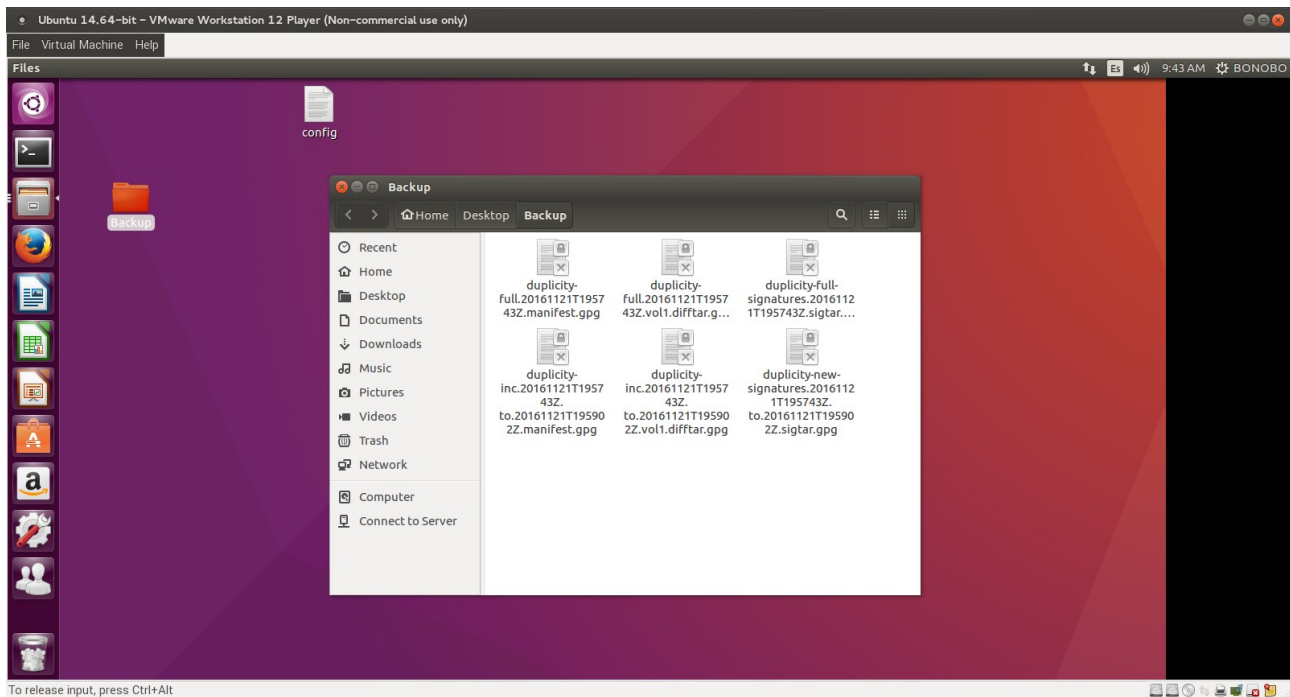 Ubuntu 14.64-bit – VMware Workstation 12 Player (Non-commercial use only)
File Virtual Machine Help
Files
Es 9:43 AM BONOBO
config
Backup
Backup
Home Desktop Backup
Recent
Home
Desktop
Documents
Downloads
Music
Pictures
Videos
Trash
Network
Computer
Connect to Server
duplicity-
full.20161121T1957
43Z.manifest.gpg
duplicity-
full.20161121T1957
43Z.vol1.difftar.g...
duplicity-full-
signatures.2016112
1T195743Z.sigtar....
duplicity-
inc.20161121T1957
43Z.
to.20161121T19590
2Z.manifest.gpg
duplicity-
inc.20161121T1957
43Z.
to.20161121T19590
2Z.vol1.difftar.gpg
duplicity-new-
signatures.2016112
1T195743Z.
to.20161121T19590
2Z.sigtar.gpg
a
To release input, press Ctrl+Alt